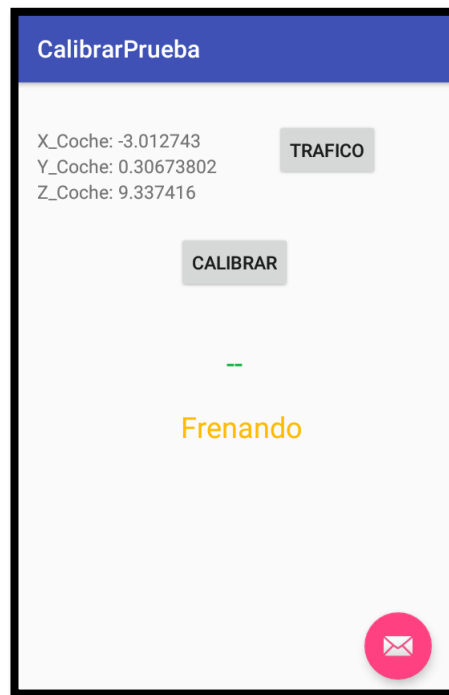 CalibrarPrueba
X_Coche: -3.012743
Y_Coche: 0.30673802
Z_Coche: 9.337416
TRAFICO
CALIBRAR
--
Frenando